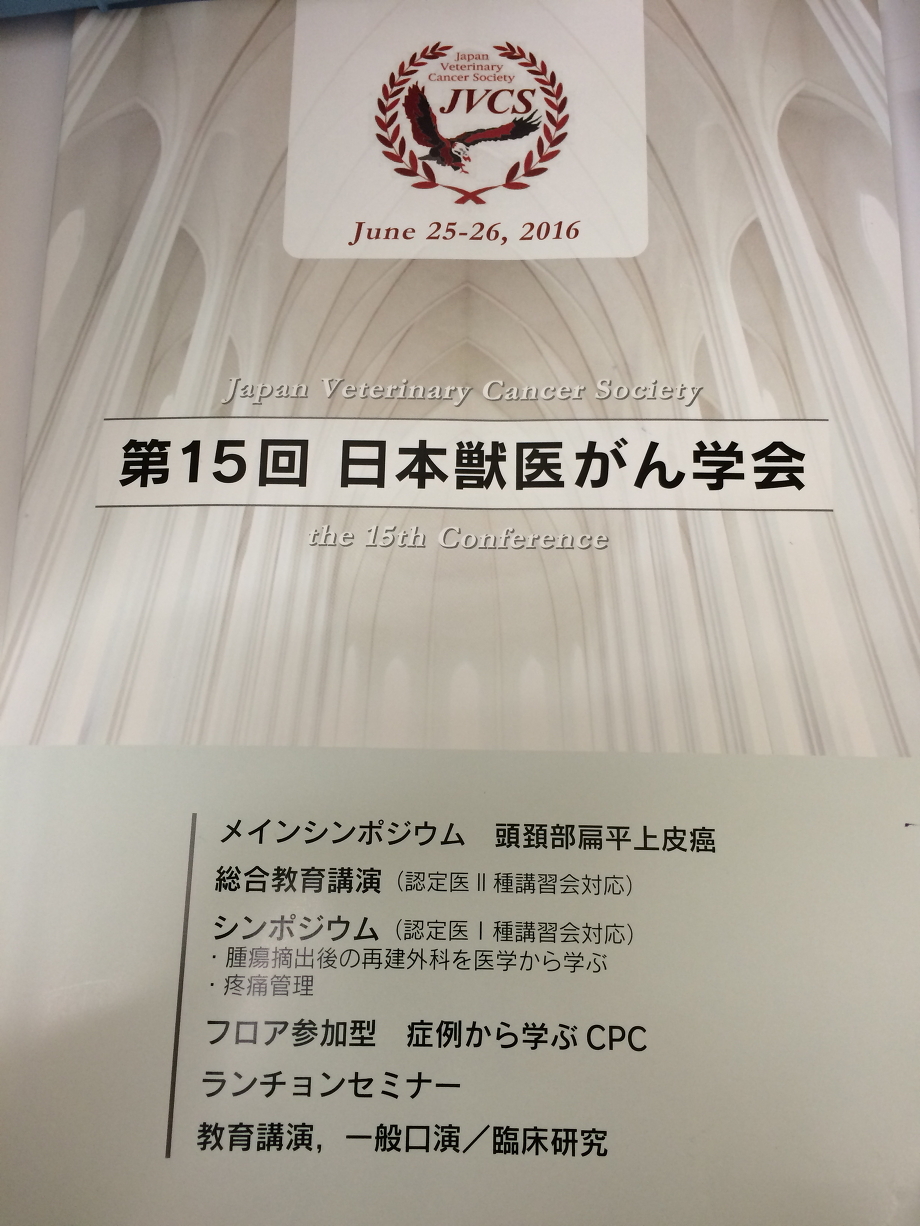 Japan
Veterinary
Cancer Society
JVCS
June 25-26, 2016
Japan Veterinary Cancer Society
第15回 日本獣医がん学会
the 15th Conference
メインシンポジウム　頭頚部扁平上皮癌
総合教育講演（認定医Ⅱ種講習会対応）
シンポジウム（認定医Ⅰ種講習会対応）
・腫瘍摘出後の再建外科を医学から学ぶ
・疼痛管理
フロア参加型　症例から学ぶCPC
ランチョンセミナー
教育講演，一般口演／臨床研究